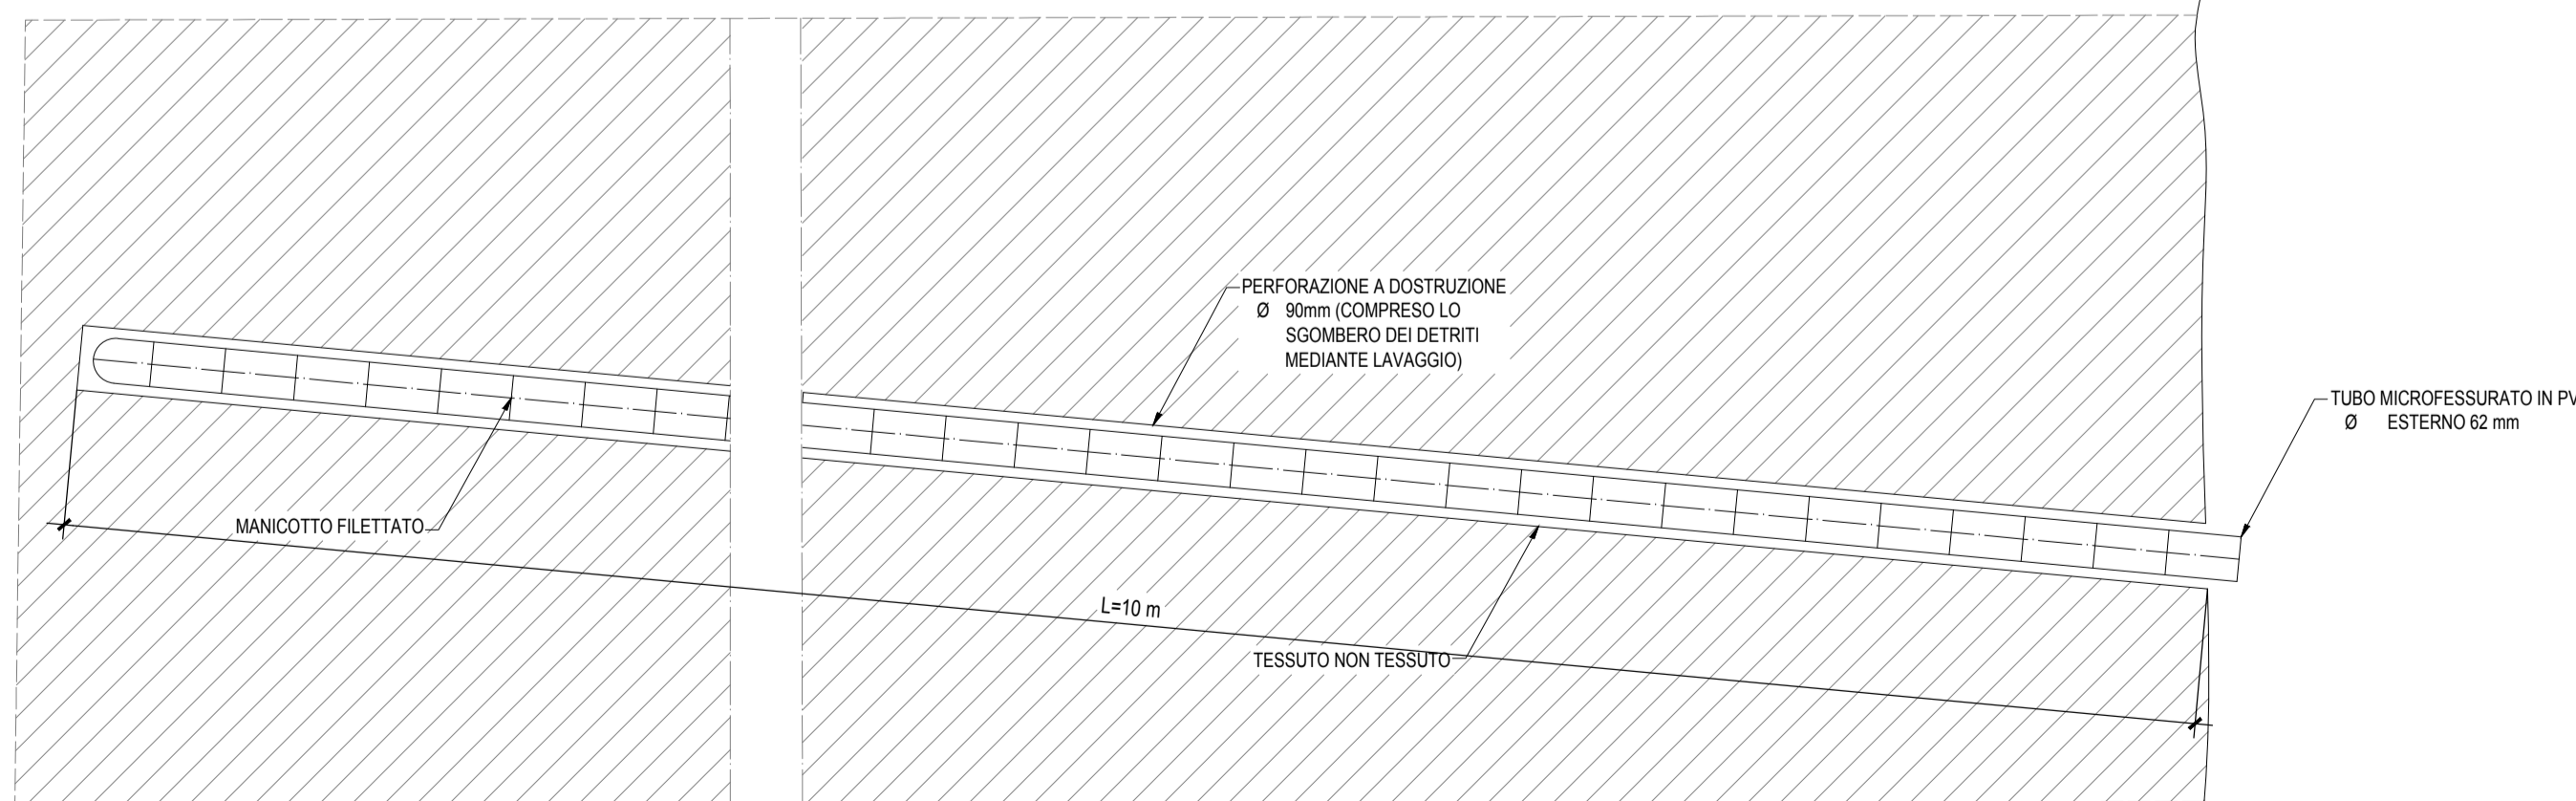 PERFORAZIONE A DOSTRUZIONE
Ø 90mm (COMPRESO LO
SGOMBERO DEI DETRITI
MEDIANTE LAVAGGIO)
TUBO MICROFESSURATO IN PV
Ø ESTERNO 62 mm
MANICOTTO FILETTATO
L=10 m
TESSUTO NON TESSUTO